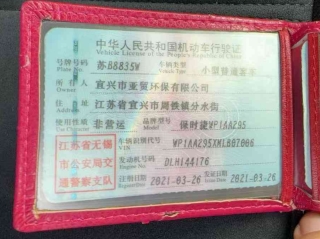 中华人民共和国机动车行驶证
Vehicle License of the People's Republic of China
号牌号码 苏B8835W 车辆类型 小型普通客车
Plate No. Vehicle Type
所有人 宜兴市亚贸环保有限公司
Owner
住址 江苏省宜兴市周铁镇分水街
Address
使用性质 非营运 品牌型号 保时捷WP1AA295
Use Character Model
江苏省无锡
市公安局交
通警察支队
车辆识别代号 WP1AA295XMLB07006
VIN
发动机号码 DLH144176
Engine No.
注册日期 2021-03-26 发证日期 2021-03-26
Register Date Issue Date